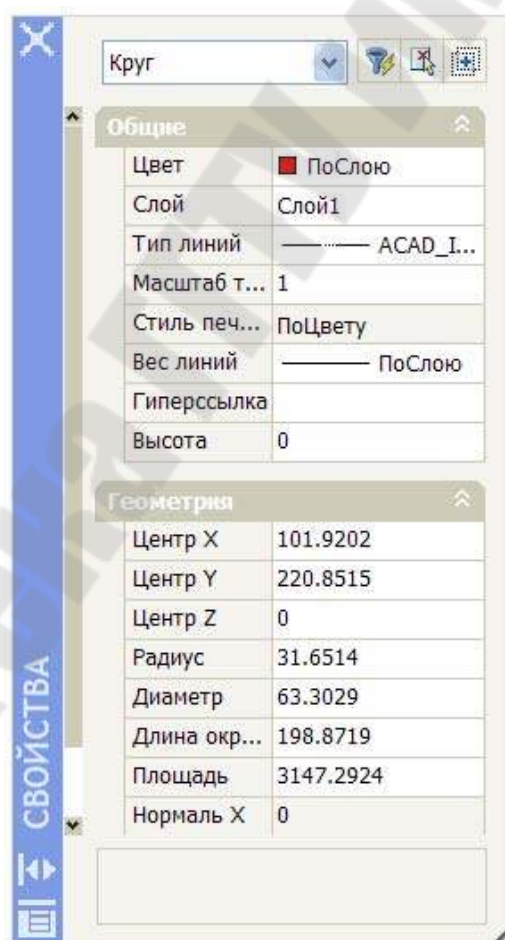 Круг
Общие
Цвет ПоСлою
Слой Слой1
Тип линий ACAD_I...
Масштаб т... 1
Стиль печ... ПоЦвету
Вес линий ПоСлою
Гиперссылка
Высота 0
Геометрия
Центр X 101.9202
Центр Y 220.8515
Центр Z 0
Радиус 31.6514
Диаметр 63.3029
Длина окр... 198.8719
Площадь 3147.2924
Нормаль X 0
СВОЙСТВА